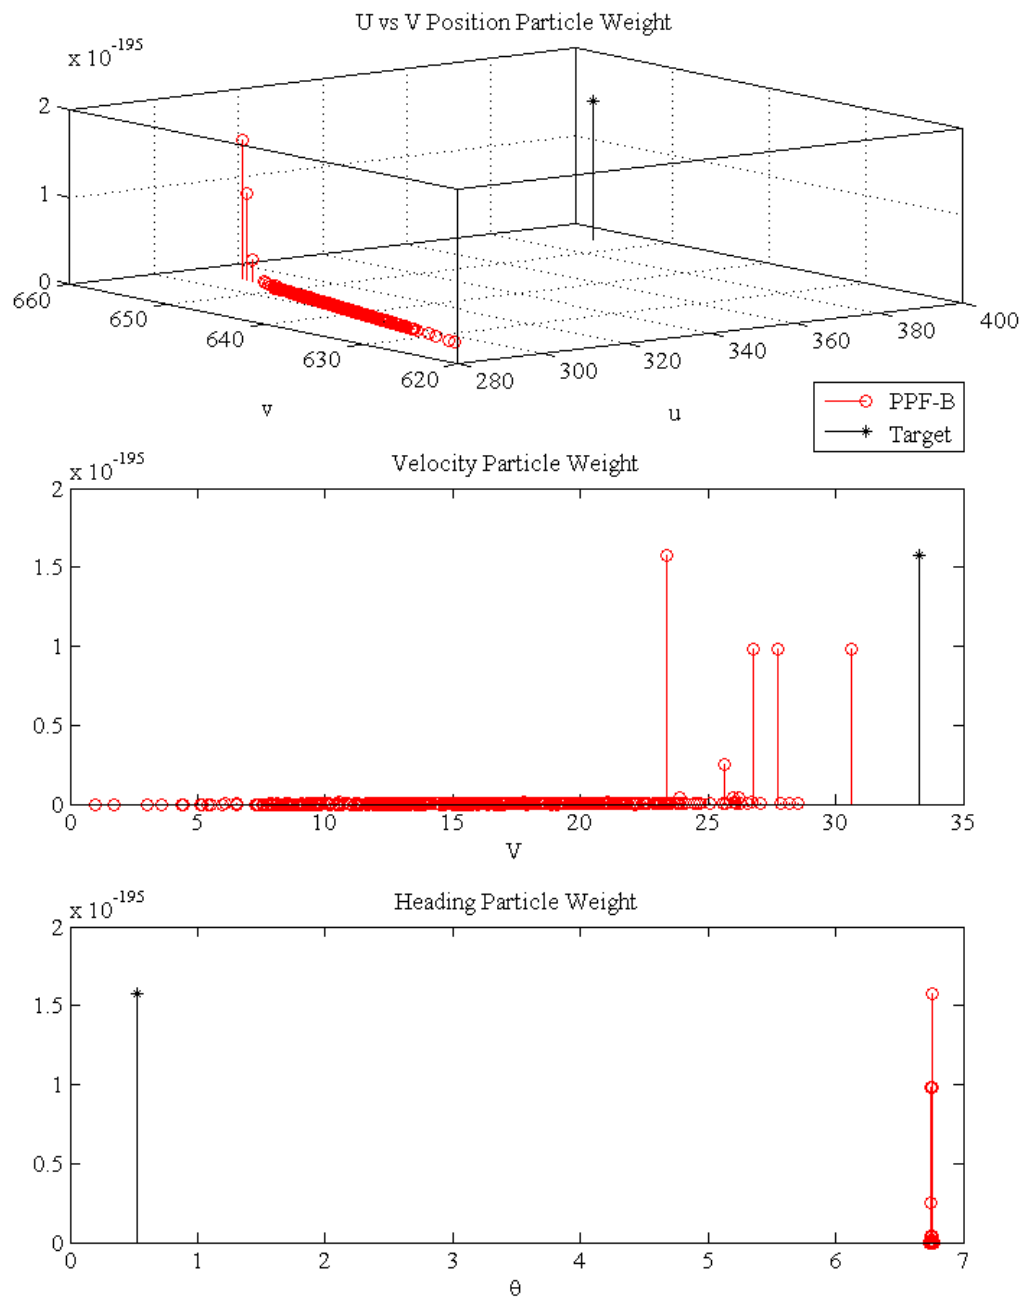 U vs V Position Particle Weight
x 10^-195
2
1
0
660
650
640
630
620
280
300
320
340
360
380
400
v
u
PPF-B
Target
Velocity Particle Weight
x 10^-195
2
1.5
1
0.5
0
0 5 10 15 20 25 30 35
V
Heading Particle Weight
x 10^-195
2
1.5
1
0.5
0
0 1 2 3 4 5 6 7
θ